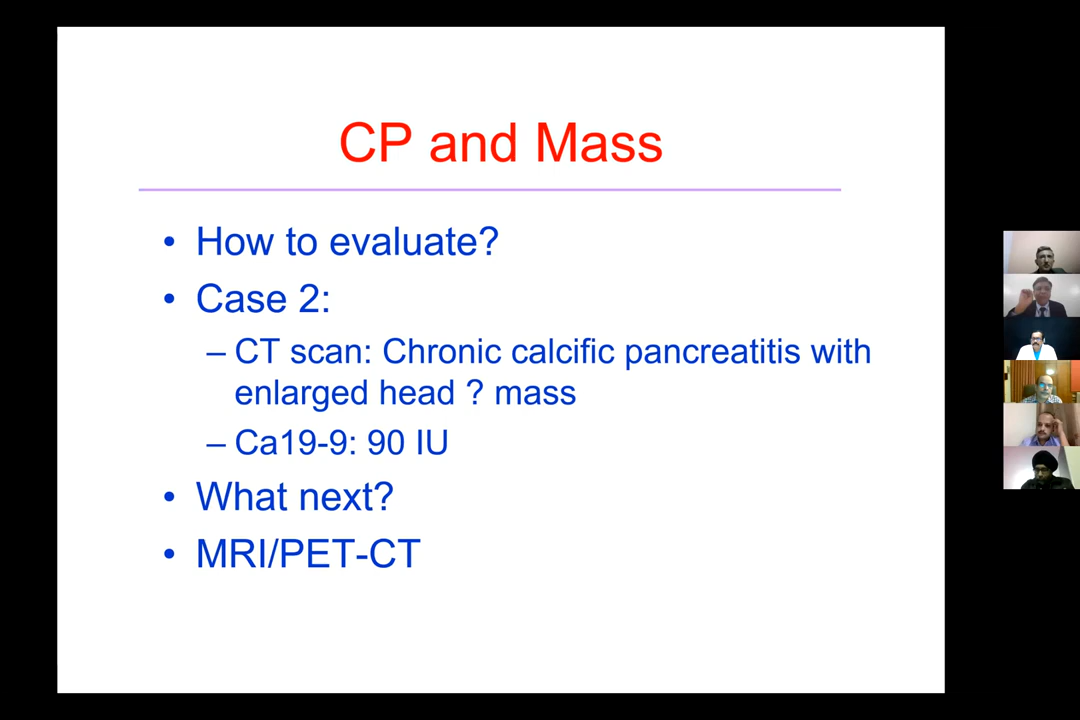 CP and Mass
• How to evaluate?
• Case 2:
– CT scan: Chronic calcific pancreatitis with
enlarged head ? mass
– Ca19-9: 90 IU
• What next?
• MRI/PET-CT